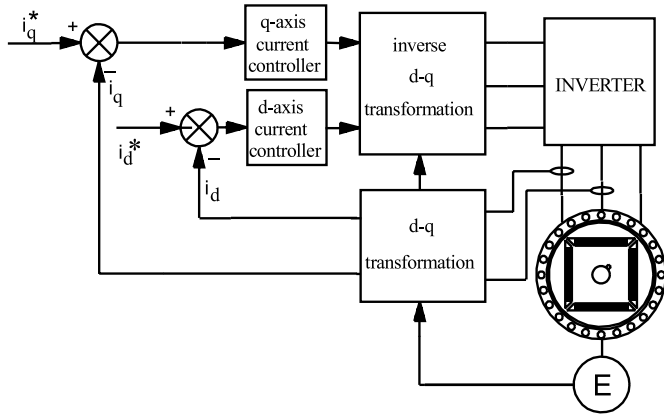 i_q^*
+
−
i_q
q-axis
current
controller
inverse
d-q
transformation
INVERTER
+
−
i_d^*
i_d
d-axis
current
controller
d-q
transformation
E